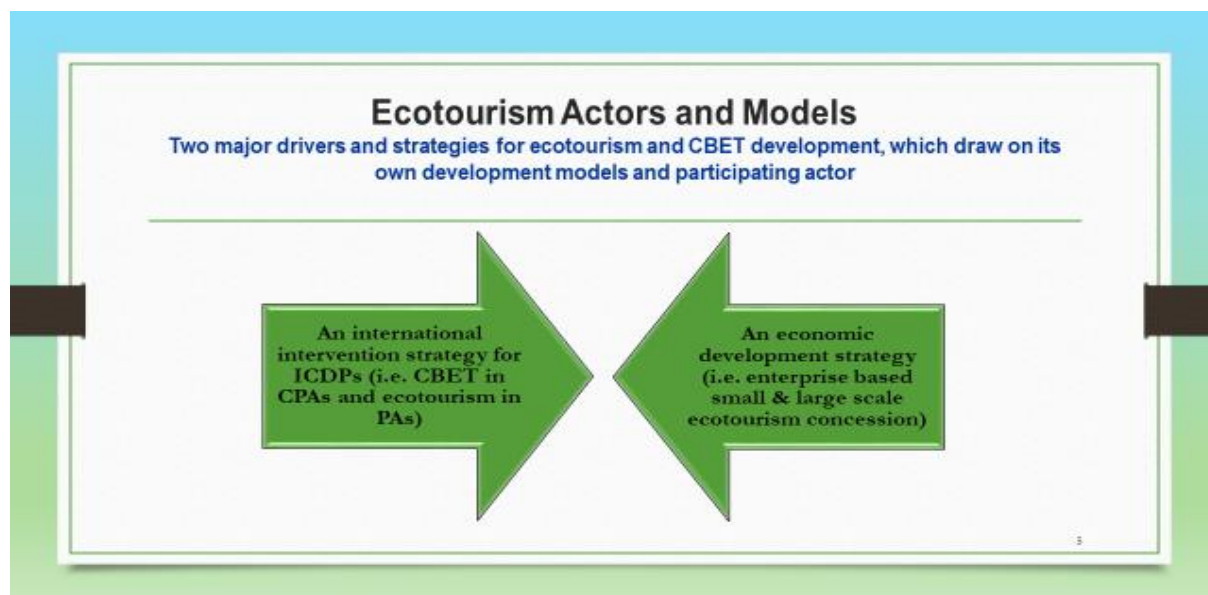 Ecotourism Actors and Models
Two major drivers and strategies for ecotourism and CBET development, which draw on its
own development models and participating actor
An international
intervention strategy for
ICDPs (i.e. CBET in
CPAs and ecotourism in
PAs)
An economic
development strategy
(i.e. enterprise based
small & large scale
ecotourism concession)